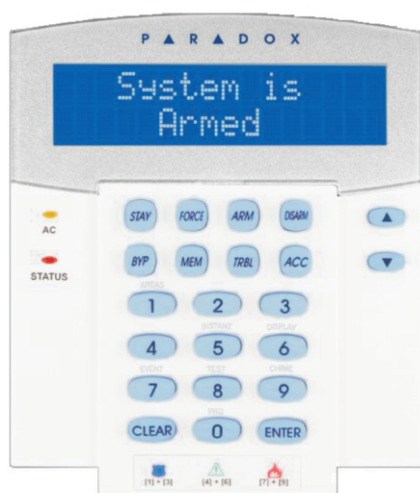 PARADOX
System is
Armed
STAY FORCE ARM DISARM
AC
BYP MEM TRBL ACC
STATUS
AREAS
1 2 3
INSTANT DISPLAY
4 5 6
EVENT TEST CHIME
7 8 9
PRG
CLEAR 0 ENTER
[1] + [3] [4] + [6] [7] + [9]